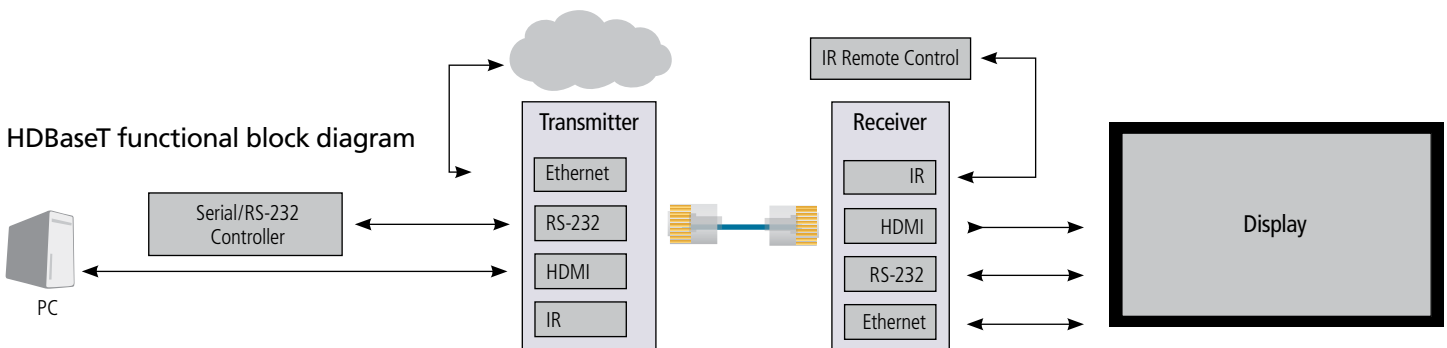 HDBaseT functional block diagram
PC
Serial/RS-232
Controller
Transmitter
Ethernet
RS-232
HDMI
IR
IR Remote Control
Receiver
IR
HDMI
RS-232
Ethernet
Display